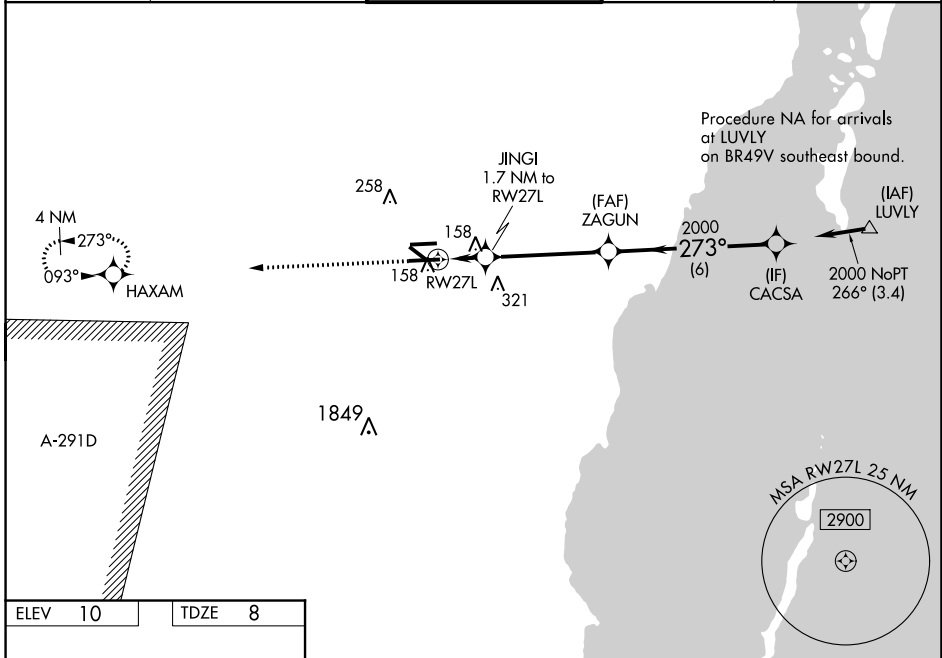 Procedure NA for arrivals
at LUVLY
on BR49V southeast bound.
JINGI
1.7 NM to
RW27L
(FAF)
ZAGUN
(IAF)
LUVLY
258
4 NM
273°
093°
HAXAM
158
158
RW27L
321
2000
273°
(6)
(IF)
CACSA
2000 NoPT
266° (3.4)
1849
A-291D
MSA RW27L 25 NM
2900
ELEV 10
TDZE 8